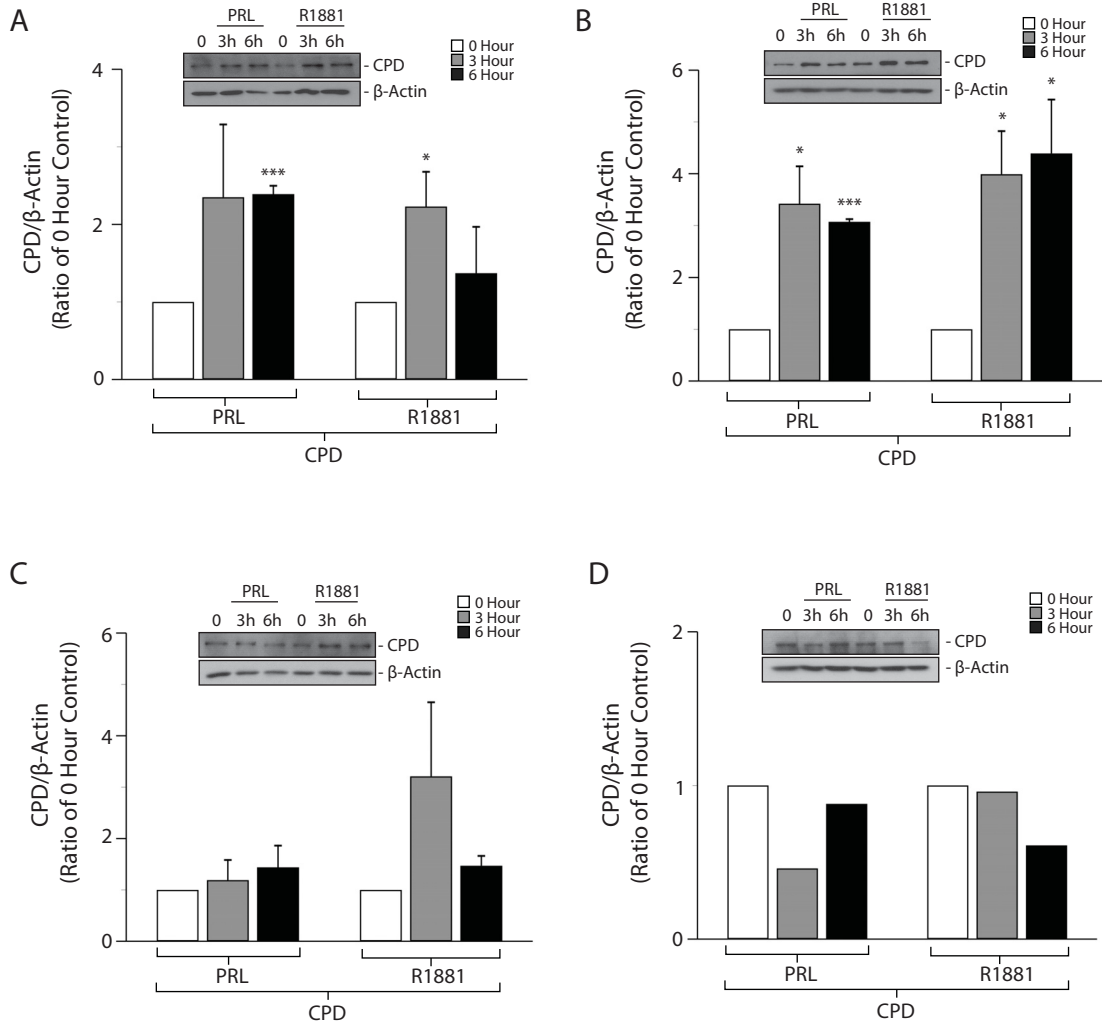 A
PRL R1881
0 3h 6h 0 3h 6h
0 Hour
3 Hour
6 Hour
- CPD
- β-Actin
CPD/β-Actin
(Ratio of 0 Hour Control)
4
2
0
***
*
PRL R1881
CPD
B
PRL R1881
0 3h 6h 0 3h 6h
0 Hour
3 Hour
6 Hour
- CPD
- β-Actin
CPD/β-Actin
(Ratio of 0 Hour Control)
6
4
2
0
*
***
*
*
PRL R1881
CPD
C
PRL R1881
0 3h 6h 0 3h 6h
0 Hour
3 Hour
6 Hour
- CPD
- β-Actin
CPD/β-Actin
(Ratio of 0 Hour Control)
6
4
2
0
PRL R1881
CPD
D
PRL R1881
0 3h 6h 0 3h 6h
0 Hour
3 Hour
6 Hour
- CPD
- β-Actin
CPD/β-Actin
(Ratio of 0 Hour Control)
2
1
0
PRL R1881
CPD